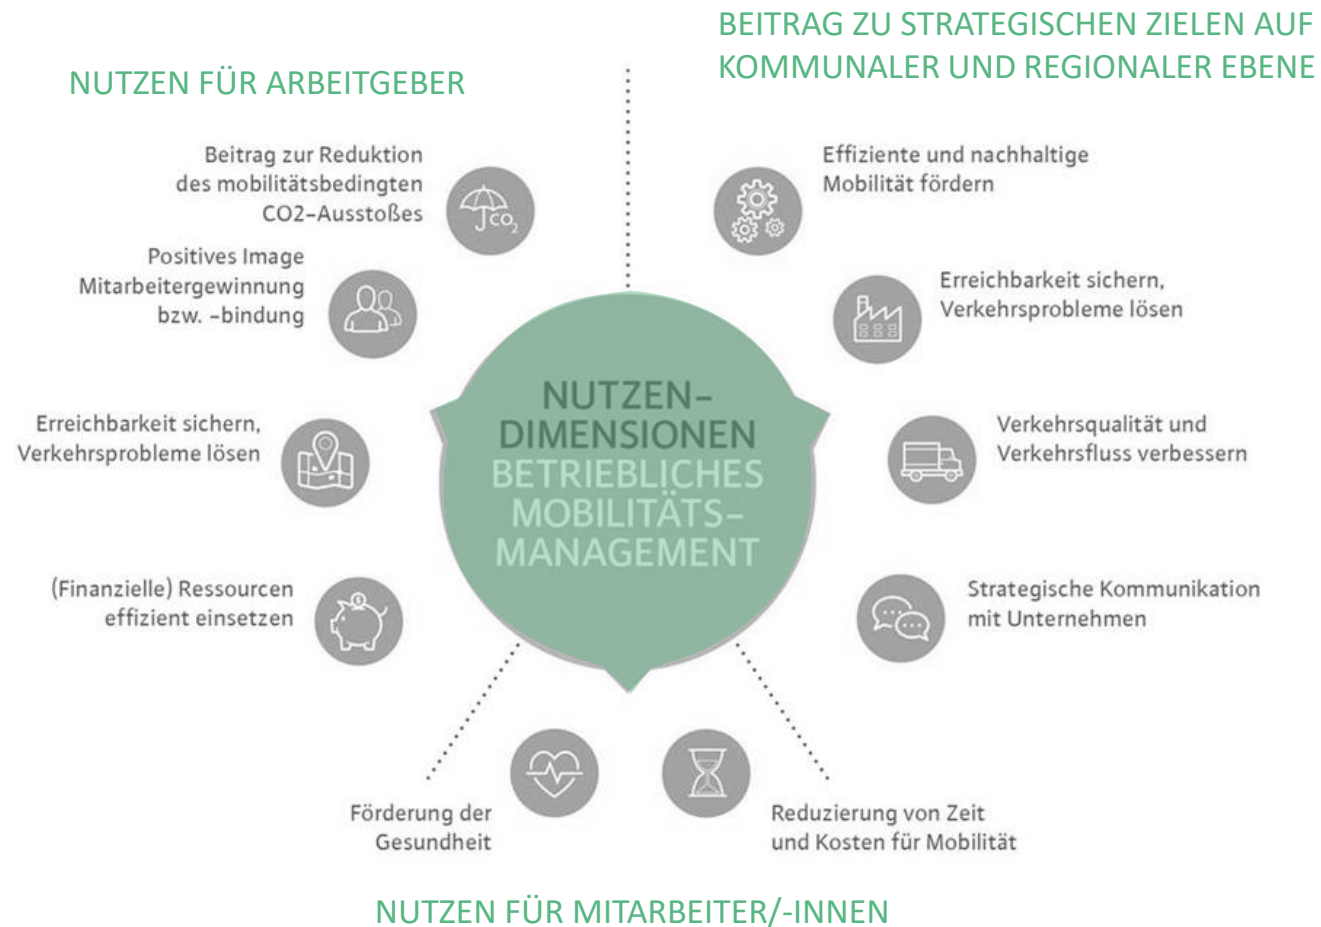 BEITRAG ZU STRATEGISCHEN ZIELEN AUF
KOMMUNALER UND REGIONALER EBENE
NUTZEN FÜR ARBEITGEBER
Beitrag zur Reduktion
des mobilitätsbedingten
CO2-Ausstoßes
CO₂
Positives Image
Mitarbeitergewinnung
bzw. -bindung
Erreichbarkeit sichern,
Verkehrsprobleme lösen
(Finanzielle) Ressourcen
effizient einsetzen
$
NUTZEN-
DIMENSIONEN
BETRIEBLICHES
MOBILITÄTS-
MANAGEMENT
Effiziente und nachhaltige
Mobilität fördern
Erreichbarkeit sichern,
Verkehrsprobleme lösen
Verkehrsqualität und
Verkehrsfluss verbessern
Strategische Kommunikation
mit Unternehmen
Förderung der
Gesundheit
Reduzierung von Zeit
und Kosten für Mobilität
NUTZEN FÜR MITARBEITER/-INNEN